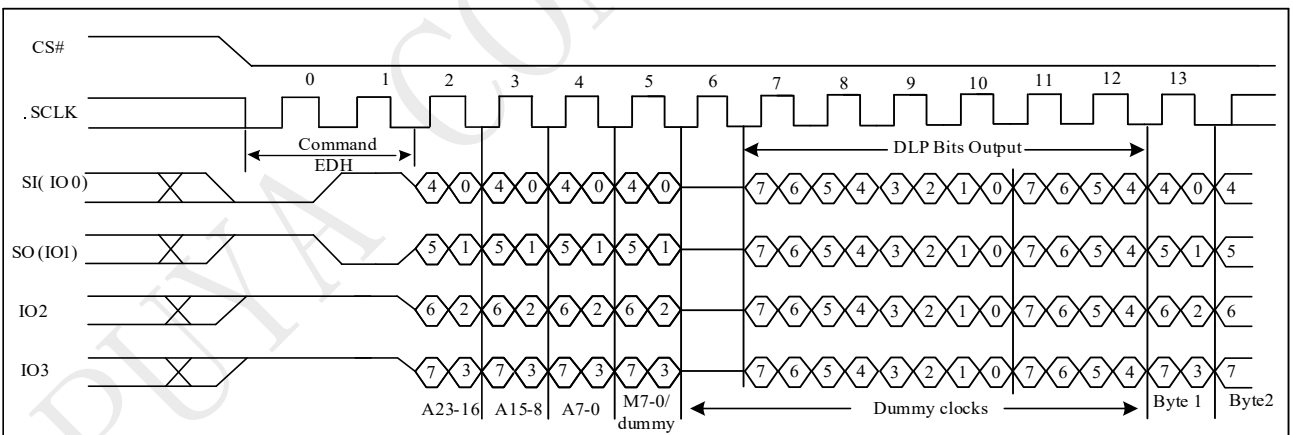 CS#
0 1 2 3 4 5 6 7 8 9 10 11 12 13
.SCLK
Command
EDH
DLP Bits Output
SI( IO 0) 4 0 4 0 4 0 4 0 7 6 5 4 3 2 1 0 7 6 5 4 4 0 4
SO (IO1) 5 1 5 1 5 1 5 1 7 6 5 4 3 2 1 0 7 6 5 4 5 1 5
IO2 6 2 6 2 6 2 6 2 7 6 5 4 3 2 1 0 7 6 5 4 6 2 6
IO3 7 3 7 3 7 3 7 3 7 6 5 4 3 2 1 0 7 6 5 4 7 3 7
A23-16 A15-8 A7-0 M7-0/
dummy
Dummy clocks Byte 1 Byte2
PUYA CON